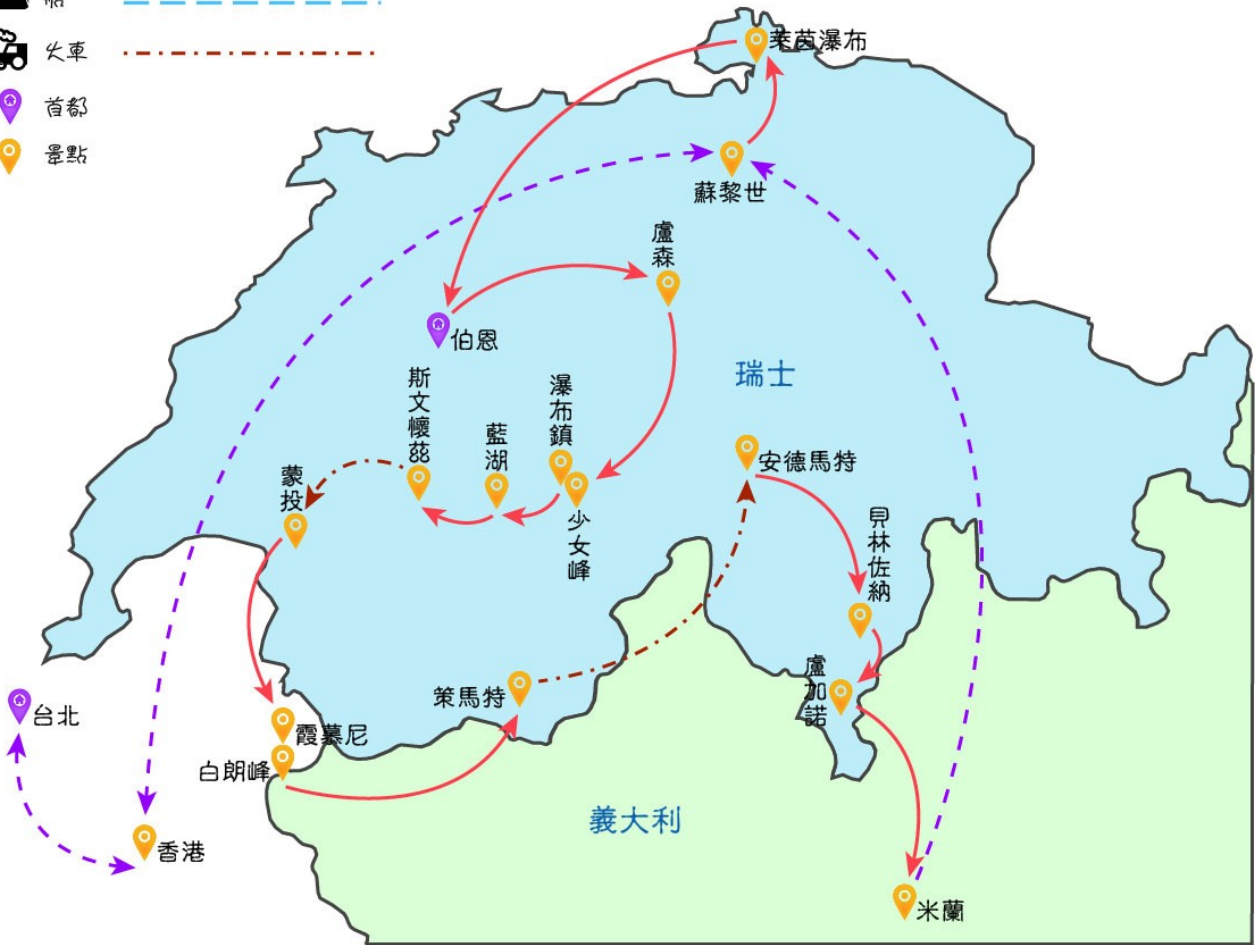 船
火車
首都
景點
萊茵瀑布
蘇黎世
盧森
伯恩
瑞士
斯文懷茲
藍湖
瀑布鎮
少女峰
蒙投
安德馬特
貝林佐納
盧加諾
策馬特
霞慕尼
白朗峰
台北
香港
義大利
米蘭